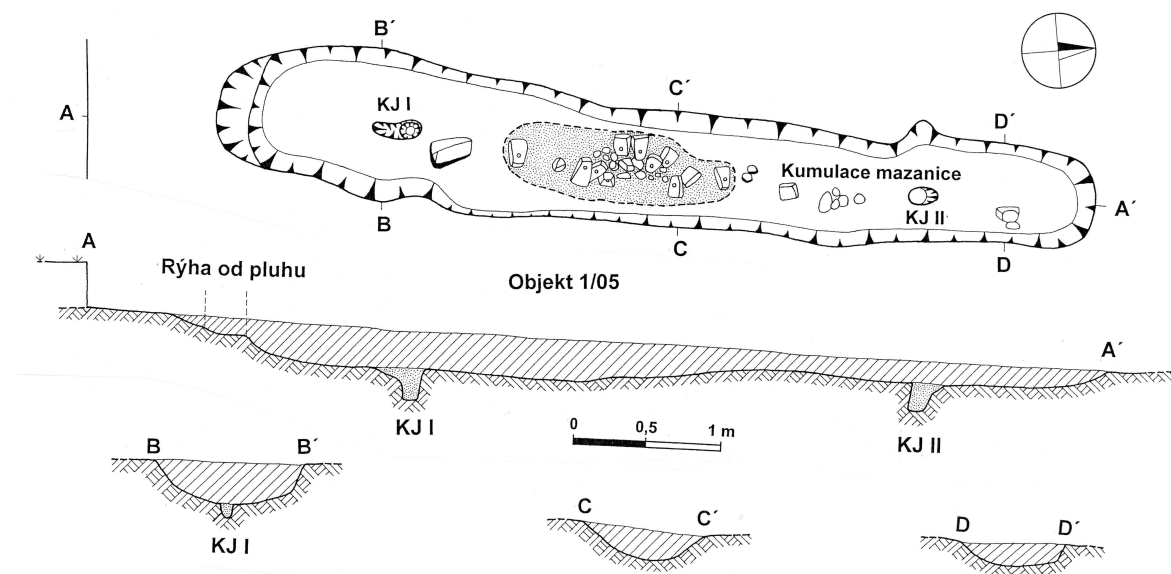 B´
C´
D´
A
KJ I
Kumulace mazanice
KJ II
A´
B
C
D
A
Rýha od pluhu
Objekt 1/05
A´
KJ I
0 0,5 1 m
KJ II
B B´
C C´
D D´
KJ I